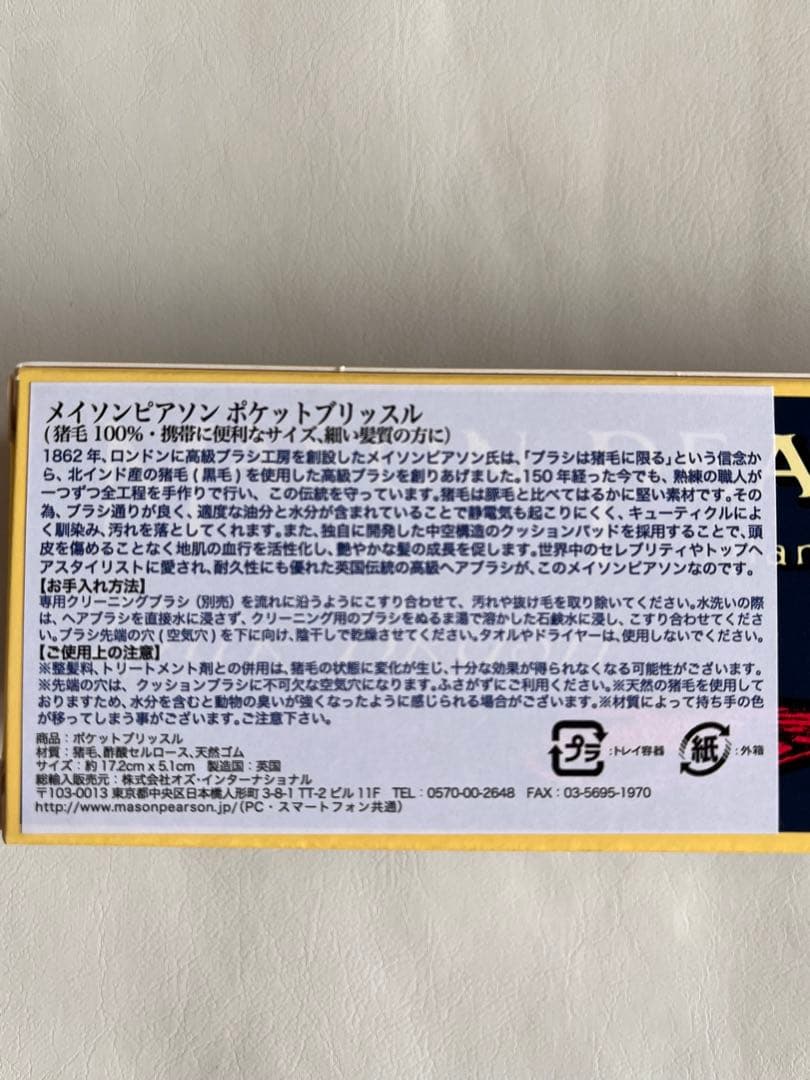 メイソンピアソン ポケットブリッスル
(猪毛 100%・携帯に便利なサイズ、細い髪質の方に)
1862年、ロンドンに高級ブラシ工房を創設したメイソンピアソン氏は、「ブラシは猪毛に限る」という信念か
ら、北インド産の猪毛(黒毛)を使用した高級ブラシを創りあげました。150年経った今でも、熟練の職人が
一つずつ全工程を手作りで行い、この伝統を守っています。猪毛は豚毛と比べてはるかに堅い素材です。その
為、ブラシ通りが良く、適度な油分と水分が含まれていることで静電気も起こりにくく、キューティクルによ
く馴染み、汚れを落としてくれます。また、独自に開発した中空構造のクッションパッドを採用することで、頭
皮を傷めることなく地肌の血行を活性化し、艶やかな髪の成長を促します。世界中のセレブリティやトップヘ
アスタイリストに愛され、耐久性にも優れた英国伝統の高級ヘアブラシが、このメイソンピアソンなのです。
【お手入れ方法】
専用クリーニングブラシ(別売)を流れに沿うようにこすり合わせて、汚れや抜け毛を取り除いてください。水洗いの際
は、ヘアブラシを直接水に浸さず、クリーニング用のブラシをぬるま湯で溶かした石鹸水に浸し、こすり合わせてくださ
い。ブラシ先端の穴(空気穴)を下に向け、陰干しで乾燥させてください。タオルやドライヤーは、使用しないでください。
【ご使用上の注意】
※整髪料、トリートメント剤との併用は、猪毛の状態に変化が生じ、十分な効果が得られなくなる可能性がございます。
※先端の穴は、クッションブラシに不可欠な空気穴になります。ふさがずにご利用ください。※天然の猪毛を使用して
おりますため、水分を含むと動物の臭いが強くなったように感じられる場合がございます。※材質によって持ち手の色
が移ってしまう事がございます。ご注意下さい。
商品：ポケットブリッスル
材質：猪毛、酢酸セルロース、天然ゴム
サイズ：約 17.2cm x 5.1cm 製造国：英国
総輸入販売元：株式会社オズ・インターナショナル
〒103-0013 東京都中央区日本橋人形町 3-8-1 TT-2 ビル 11F TEL：0570-00-2648 FAX：03-5695-1970
http://www.masonpearson.jp/(PC・スマートフォン共通)
プラ：トレイ容器 紙：外箱